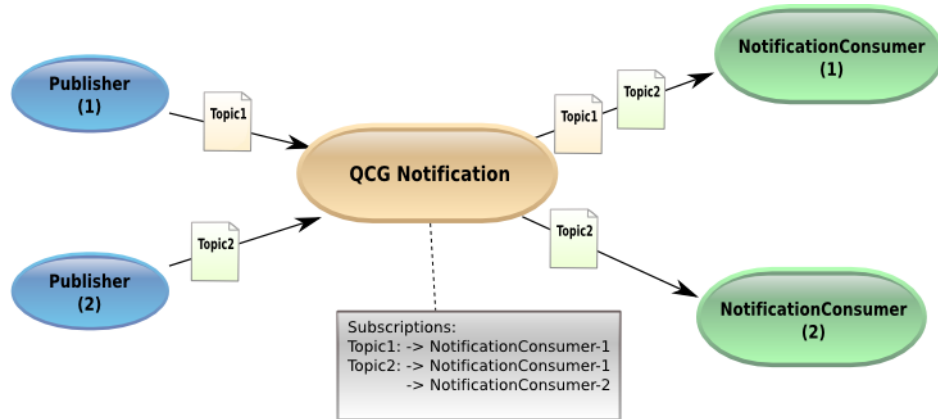 Publisher
(1)
Topic1
Publisher
(2)
Topic2
QCG Notification
Topic1
Topic2
NotificationConsumer
(1)
Topic2
NotificationConsumer
(2)
Subscriptions:
Topic1: -> NotificationConsumer-1
Topic2: -> NotificationConsumer-1
-> NotificationConsumer-2